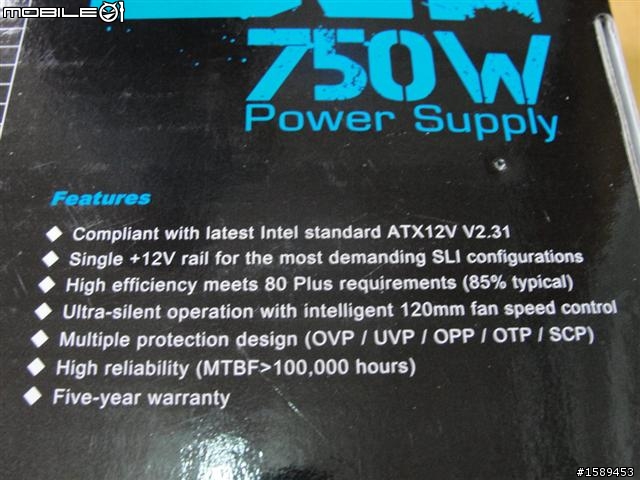 MOBILE01
750W
Power Supply
Features
Compliant with latest Intel standard ATX12V V2.31
Single +12V rail for the most demanding SLI configurations
High efficiency meets 80 Plus requirements (85% typical)
Ultra-silent operation with intelligent 120mm fan speed control
Multiple protection design (OVP / UVP / OPP / OTP / SCP)
High reliability (MTBF>100,000 hours)
Five-year warranty
#1589453